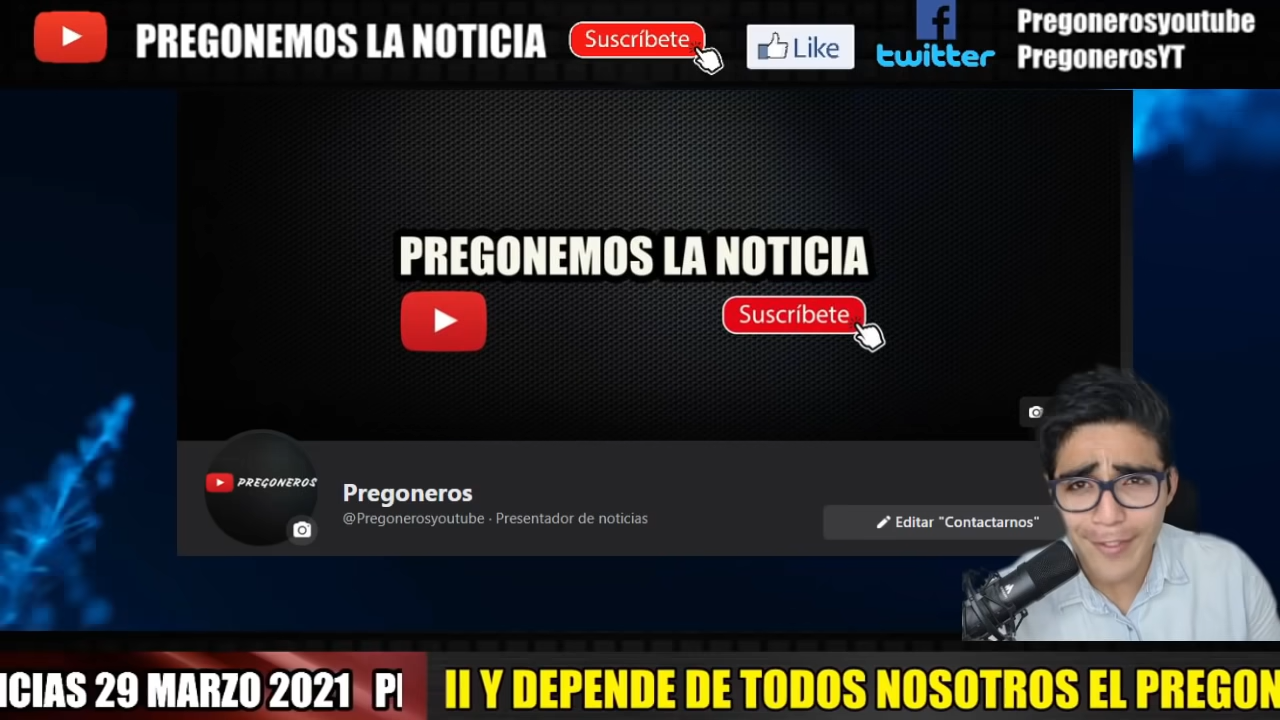 PREGONEMOS LA NOTICIA
Suscríbete
Like
f
twitter
Pregonerosyoutube
PregonerosYT
PREGONEMOS LA NOTICIA
Suscríbete
PREGONEROS
Pregoneros
@Pregonerosyoutube · Presentador de noticias
Editar "Contactarnos"
ICIAS 29 MARZO 2021 P
II Y DEPENDE DE TODOS NOSOTROS EL PREGON